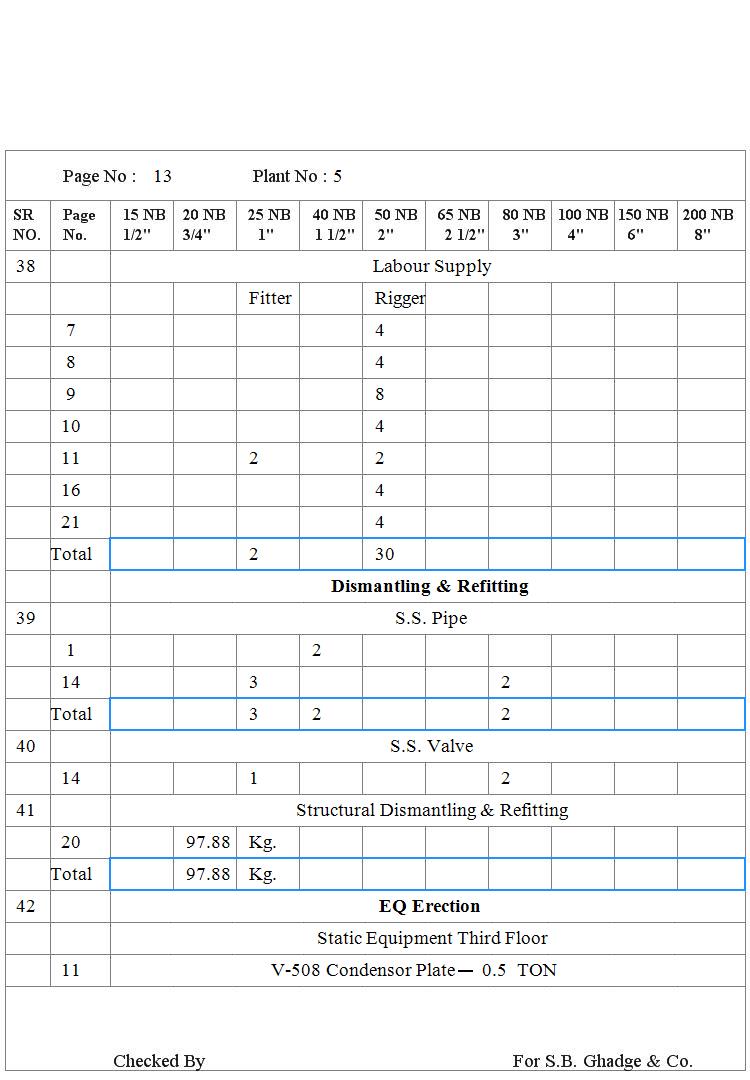 Page No : 13 Plant No : 5
SR NO. Page No. 15 NB 1/2" 20 NB 3/4" 25 NB 1" 40 NB 1 1/2" 50 NB 2" 65 NB 2 1/2" 80 NB 3" 100 NB 4" 150 NB 6" 200 NB 8"
38 Labour Supply
Fitter Rigger
7 4
8 4
9 8
10 4
11 2 2
16 4
21 4
Total 2 30
Dismantling & Refitting
39 S.S. Pipe
1 2
14 3 2
Total 3 2 2
40 S.S. Valve
14 1 2
41 Structural Dismantling & Refitting
20 97.88 Kg.
Total 97.88 Kg.
42 EQ Erection
Static Equipment Third Floor
11 V-508 Condensor Plate — 0.5 TON
Checked By For S.B. Ghadge & Co.